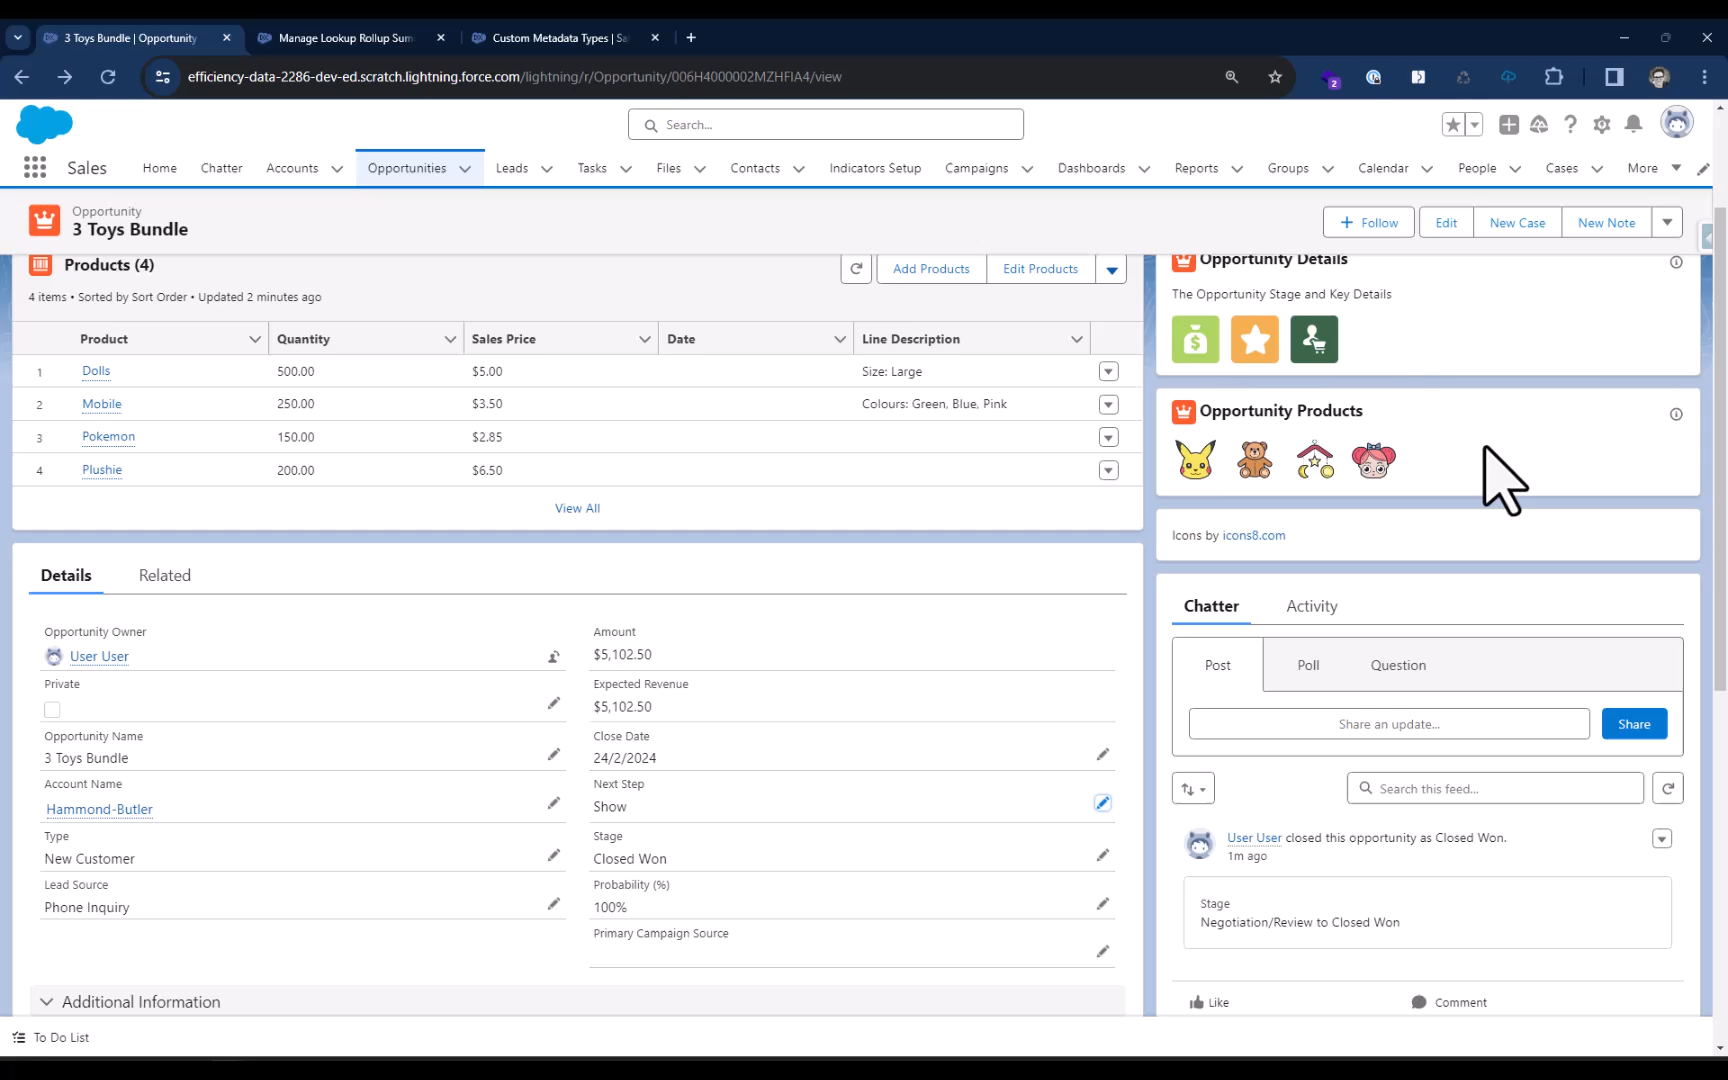 3 Toys Bundle | Opportunity
Manage Lookup Rollup Sum
Custom Metadata Types | Sa
efficiency-data-2286-dev-ed.scratch.lightning.force.com/lightning/r/Opportunity/006H4000002MZHFIA4/view
2
Search...
Sales
Home
Chatter
Accounts
Opportunities
Leads
Tasks
Files
Contacts
Indicators Setup
Campaigns
Dashboards
Reports
Groups
Calendar
People
Cases
More
Opportunity
3 Toys Bundle
Follow
Edit
New Case
New Note
Products (4)
Add Products
Edit Products
4 items • Sorted by Sort Order • Updated 2 minutes ago
Product
Quantity
Sales Price
Date
Line Description
1 Dolls 500.00 $5.00 Size: Large
2 Mobile 250.00 $3.50 Colours: Green, Blue, Pink
3 Pokemon 150.00 $2.85
4 Plushie 200.00 $6.50
View All
Details
Related
Opportunity Owner
User User
Private
Opportunity Name
3 Toys Bundle
Account Name
Hammond-Butler
Type
New Customer
Lead Source
Phone Inquiry
Amount
$5,102.50
Expected Revenue
$5,102.50
Close Date
24/2/2024
Next Step
Show
Stage
Closed Won
Probability (%)
100%
Primary Campaign Source
Additional Information
Opportunity Details
The Opportunity Stage and Key Details
Opportunity Products
Icons by icons8.com
Chatter
Activity
Post
Poll
Question
Share an update...
Share
Search this feed...
User User closed this opportunity as Closed Won.
1m ago
Stage
Negotiation/Review to Closed Won
Like
Comment
To Do List